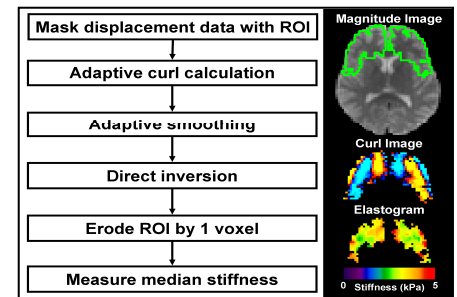 Mask displacement data with ROI
Adaptive curl calculation
Adaptive smoothing
Direct inversion
Erode ROI by 1 voxel
Measure median stiffness
Magnitude Image
Curl Image
Elastogram
0 Stiffness (kPa) 5